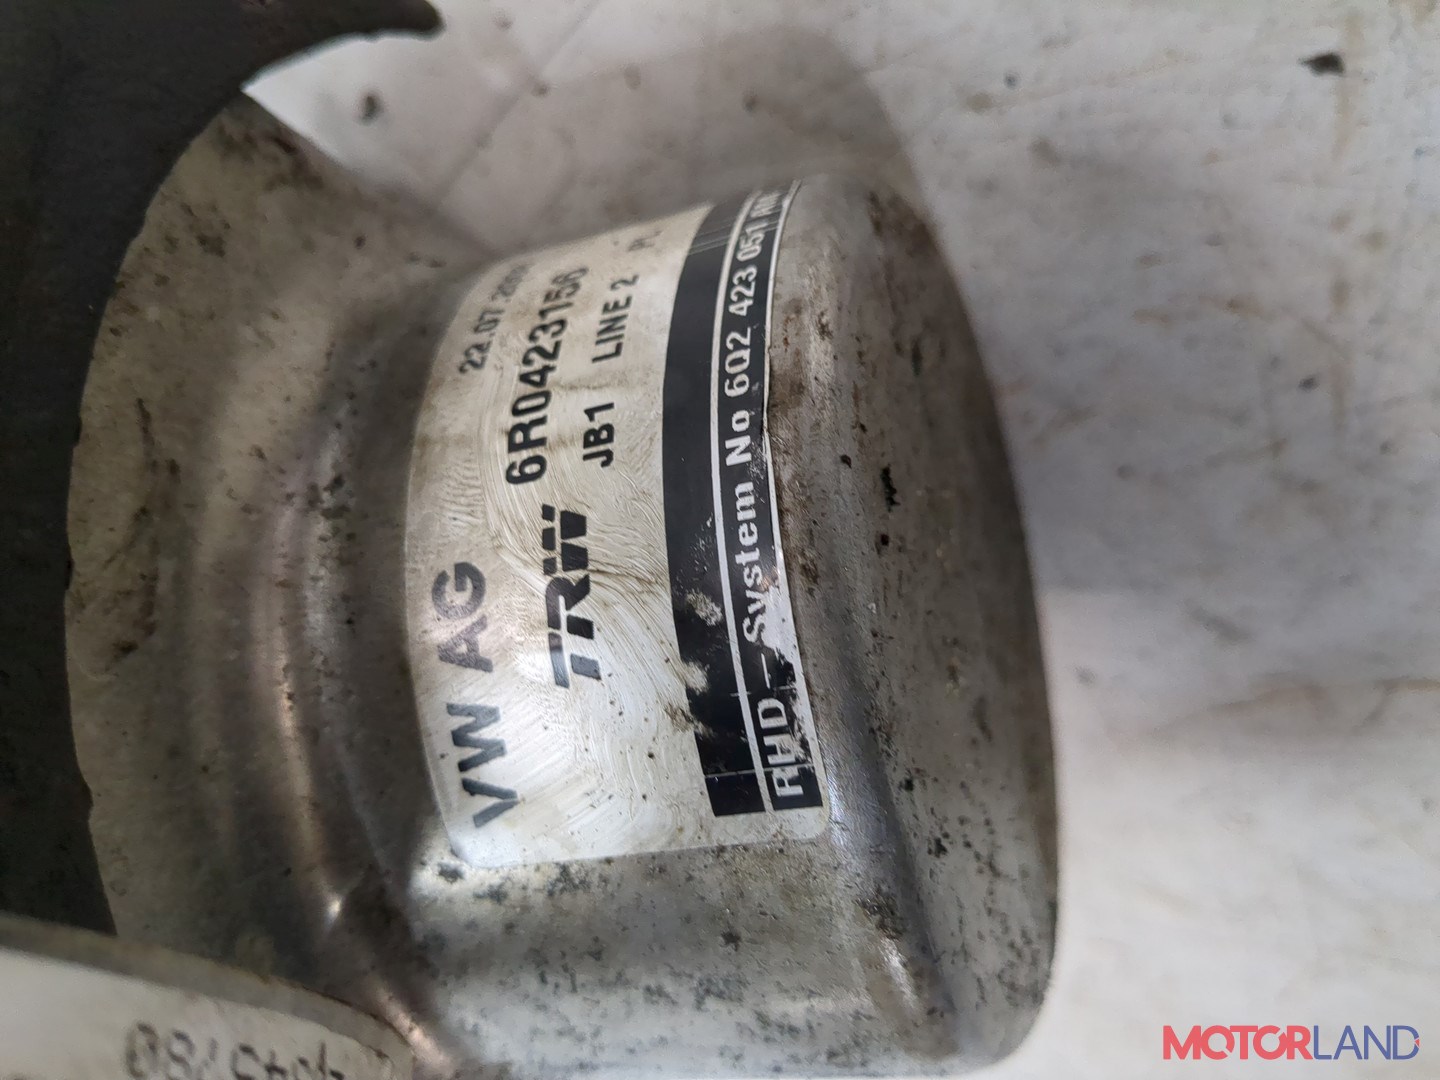 VW AG
TRW 6R0423156
JB1 LINE 2
RHD-System No 6Q2 423 051
MOTORLAND